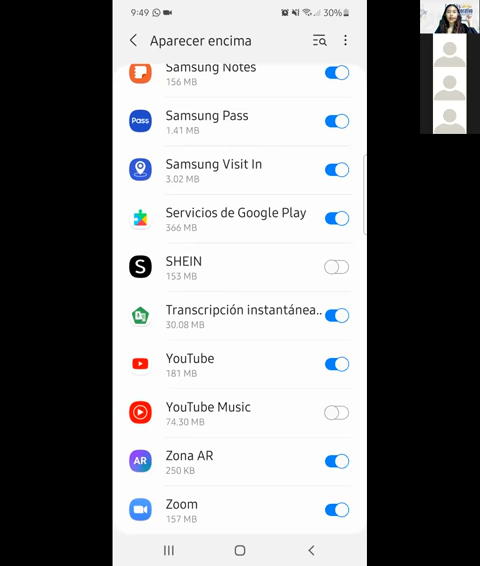 9:49
30%
Aparecer encima
Samsung Notes
156 MB
Pass
Samsung Pass
1.41 MB
Samsung Visit In
3.02 MB
Servicios de Google Play
366 MB
S
SHEIN
153 MB
Transcripción instantánea..
30.08 MB
YouTube
181 MB
YouTube Music
74.30 MB
AR
Zona AR
250 KB
Zoom
157 MB